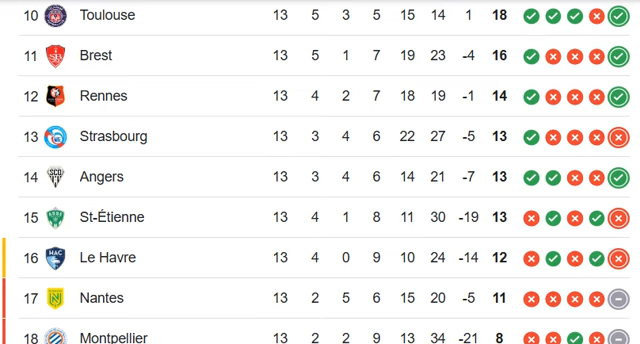 10 Toulouse 13 5 3 5 15 14 1 18
11 Brest 13 5 1 7 19 23 -4 16
12 Rennes 13 4 2 7 18 19 -1 14
13 Strasbourg 13 3 4 6 22 27 -5 13
14 Angers 13 3 4 6 14 21 -7 13
15 St-Étienne 13 4 1 8 11 30 -19 13
16 Le Havre 13 4 0 9 10 24 -14 12
17 Nantes 13 2 5 6 15 20 -5 11
18 Montpellier 13 2 2 9 13 34 -21 8